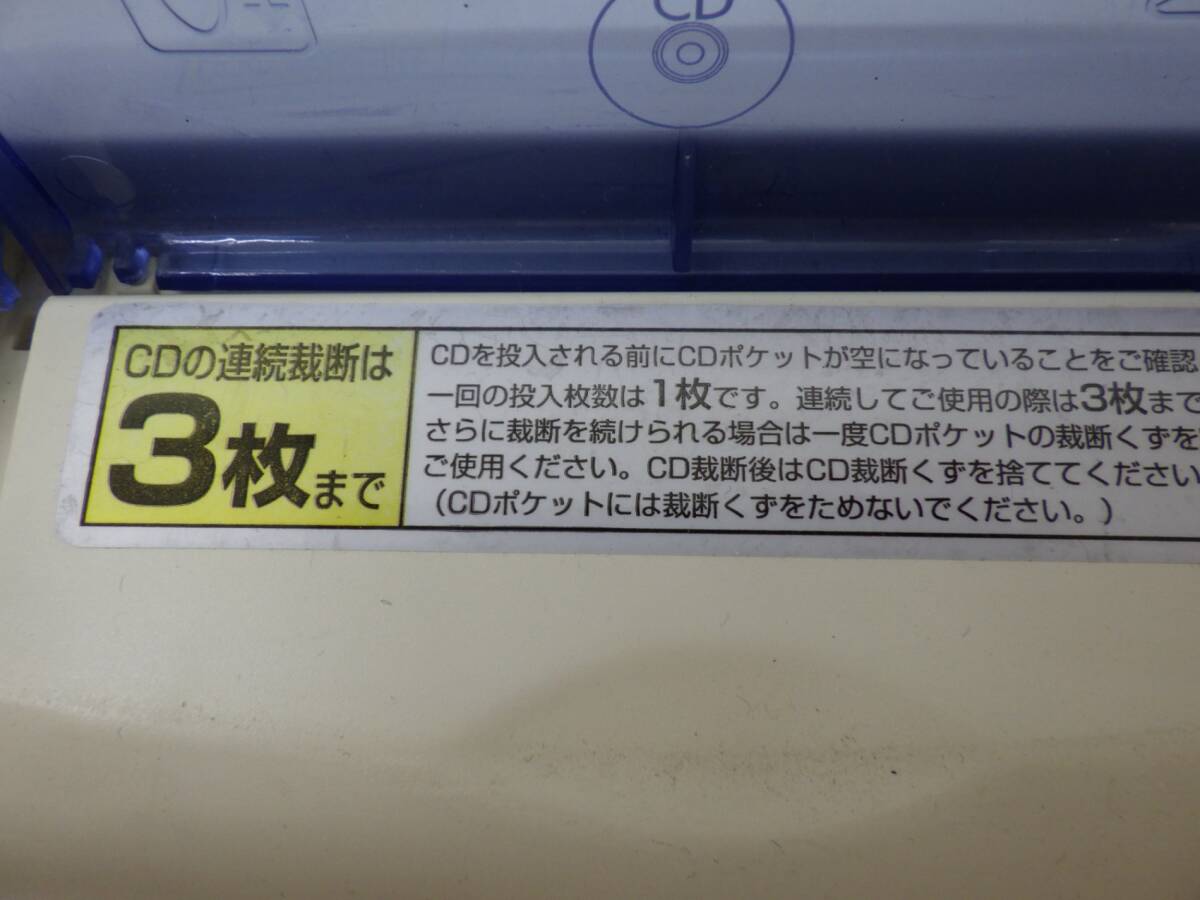 CD
CDの連続裁断は
3枚まで
CDを投入される前にCDポケットが空になっていることをご確認
一回の投入枚数は1枚です。連続してご使用の際は3枚まで
さらに裁断を続けられる場合は一度CDポケットの裁断くずを
ご使用ください。CD裁断後はCD裁断くずを捨ててください
(CDポケットには裁断くずをためないでください。)